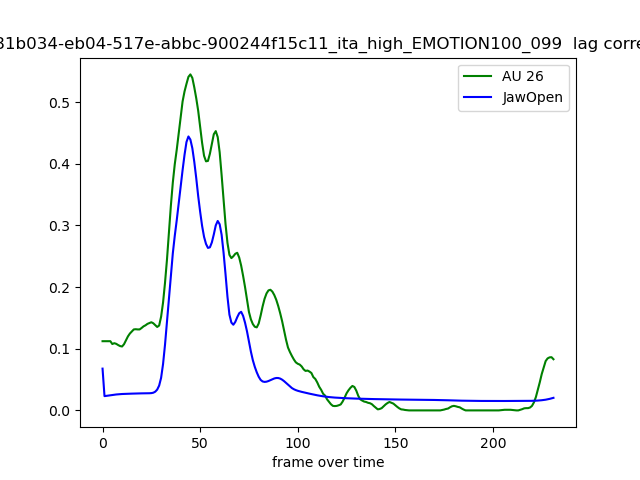 31b034-eb04-517e-abbc-900244f15c11_ita_high_EMOTION100_099 lag corre
AU 26
JawOpen
0.5
0.4
0.3
0.2
0.1
0.0
0 50 100 150 200
frame over time